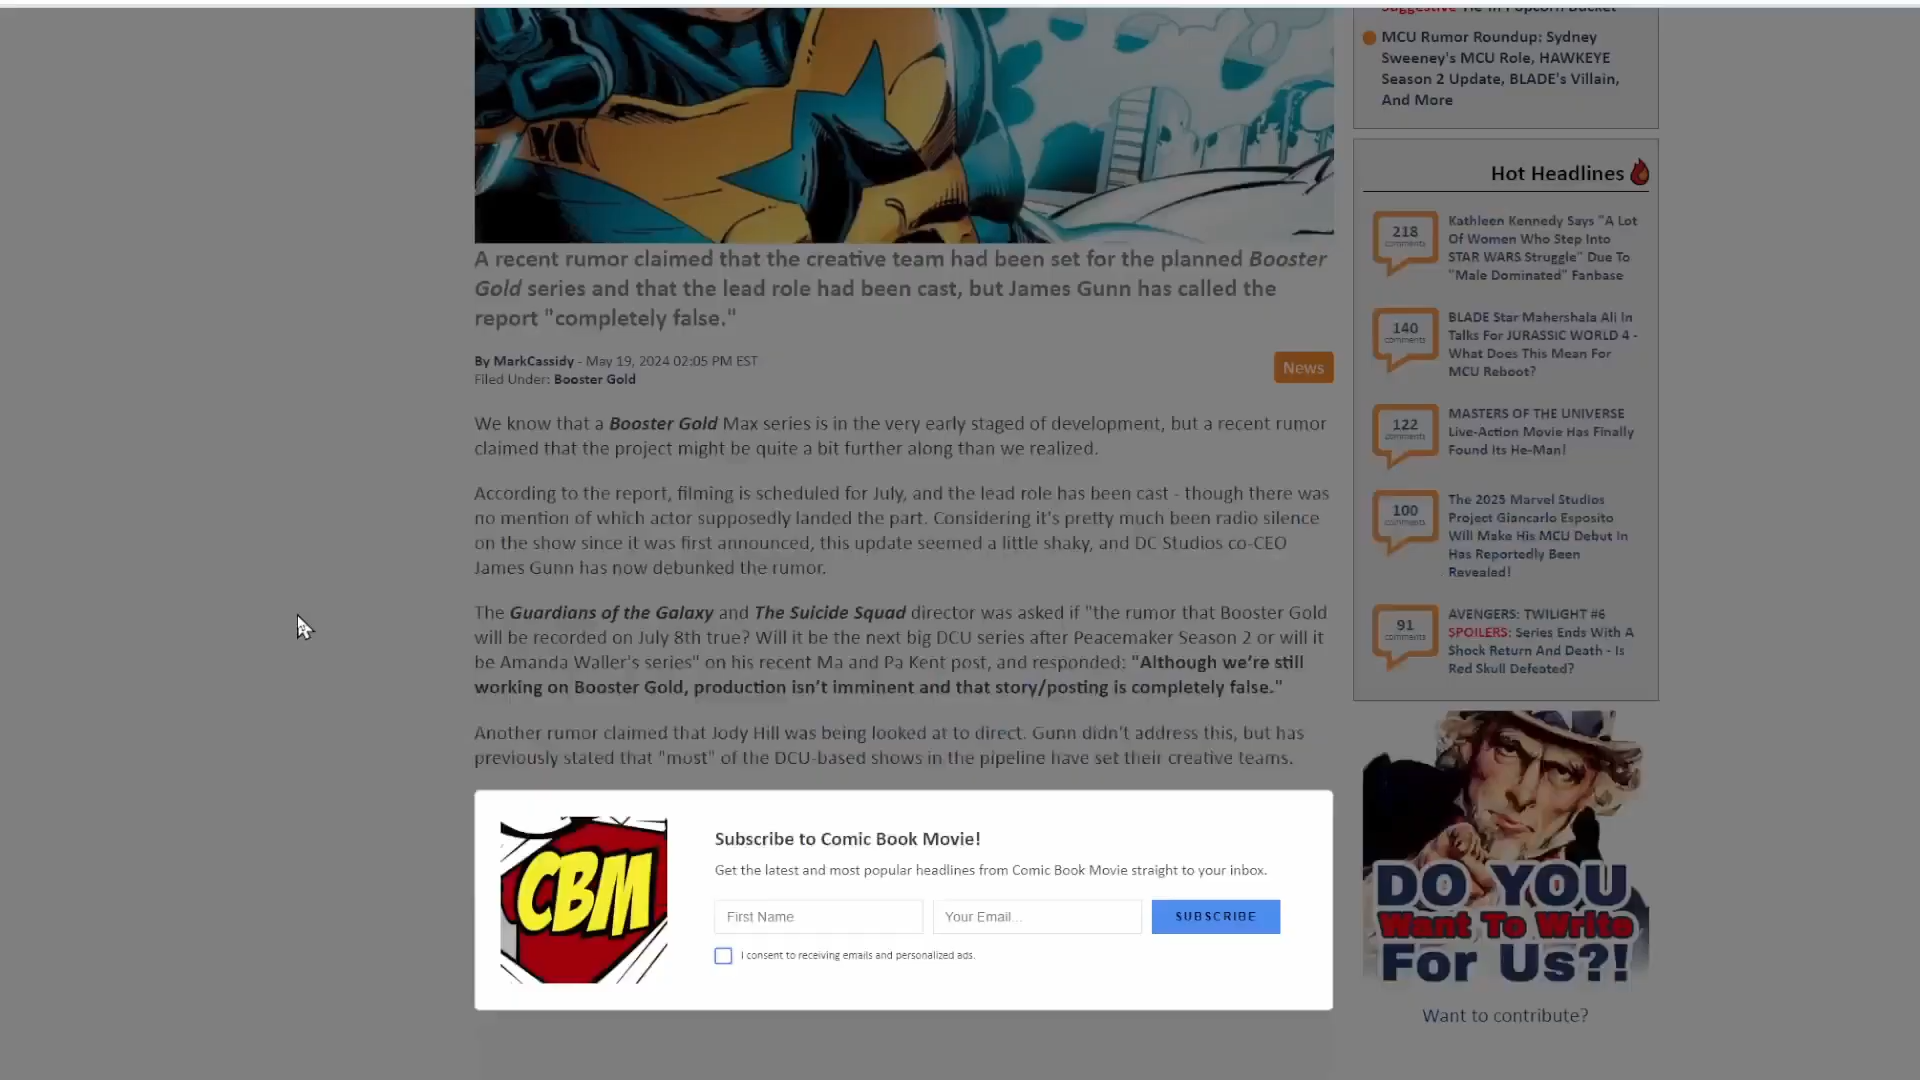 Suggestive Tie-In Popcorn Bucket
MCU Rumor Roundup: Sydney
Sweeney's MCU Role, HAWKEYE
Season 2 Update, BLADE's Villain,
And More
Hot Headlines
218
comments
Kathleen Kennedy Says "A Lot
Of Women Who Step Into
STAR WARS Struggle" Due To
"Male Dominated" Fanbase
140
comments
BLADE Star Mahershala Ali In
Talks For JURASSIC WORLD 4 -
What Does This Mean For
MCU Reboot?
122
comments
MASTERS OF THE UNIVERSE
Live-Action Movie Has Finally
Found Its He-Man!
100
comments
The 2025 Marvel Studios
Project Giancarlo Esposito
Will Make His MCU Debut In
Has Reportedly Been
Revealed!
91
comments
AVENGERS: TWILIGHT #6
SPOILERS: Series Ends With A
Shock Return And Death - Is
Red Skull Defeated?
A recent rumor claimed that the creative team had been set for the planned Booster
Gold series and that the lead role had been cast, but James Gunn has called the
report "completely false."
By MarkCassidy - May 19, 2024 02:05 PM EST
Filed Under: Booster Gold
News
We know that a Booster Gold Max series is in the very early staged of development, but a recent rumor
claimed that the project might be quite a bit further along than we realized.
According to the report, filming is scheduled for July, and the lead role has been cast - though there was
no mention of which actor supposedly landed the part. Considering it's pretty much been radio silence
on the show since it was first announced, this update seemed a little shaky, and DC Studios co-CEO
James Gunn has now debunked the rumor.
The Guardians of the Galaxy and The Suicide Squad director was asked if "the rumor that Booster Gold
will be recorded on July 8th true? Will it be the next big DCU series after Peacemaker Season 2 or will it
be Amanda Waller's series" on his recent Ma and Pa Kent post, and responded: "Although we're still
working on Booster Gold, production isn't imminent and that story/posting is completely false."
Another rumor claimed that Jody Hill was being looked at to direct. Gunn didn't address this, but has
previously stated that "most" of the DCU-based shows in the pipeline have set their creative teams.
CBM
Subscribe to Comic Book Movie!
Get the latest and most popular headlines from Comic Book Movie straight to your inbox.
First Name
Your Email...
SUBSCRIBE
I consent to receiving emails and personalized ads.
DO YOU
Want To Write
For Us?!
Want to contribute?